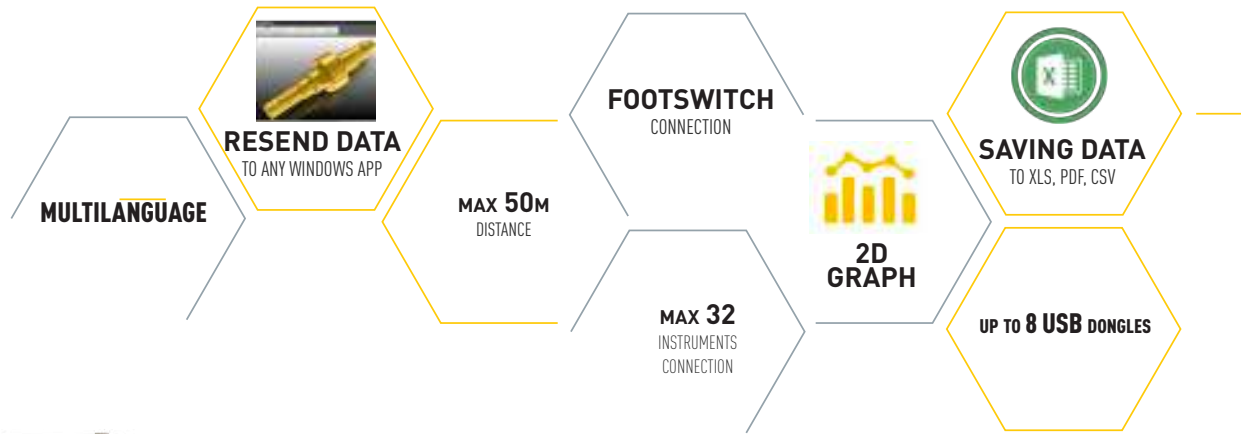 MULTILANGUAGE
RESEND DATA
TO ANY WINDOWS APP
MAX 50M
DISTANCE
FOOTSWITCH
CONNECTION
MAX 32
INSTRUMENTS
CONNECTION
2D
GRAPH
X
SAVING DATA
TO XLS, PDF, CSV
UP TO 8 USB DONGLES